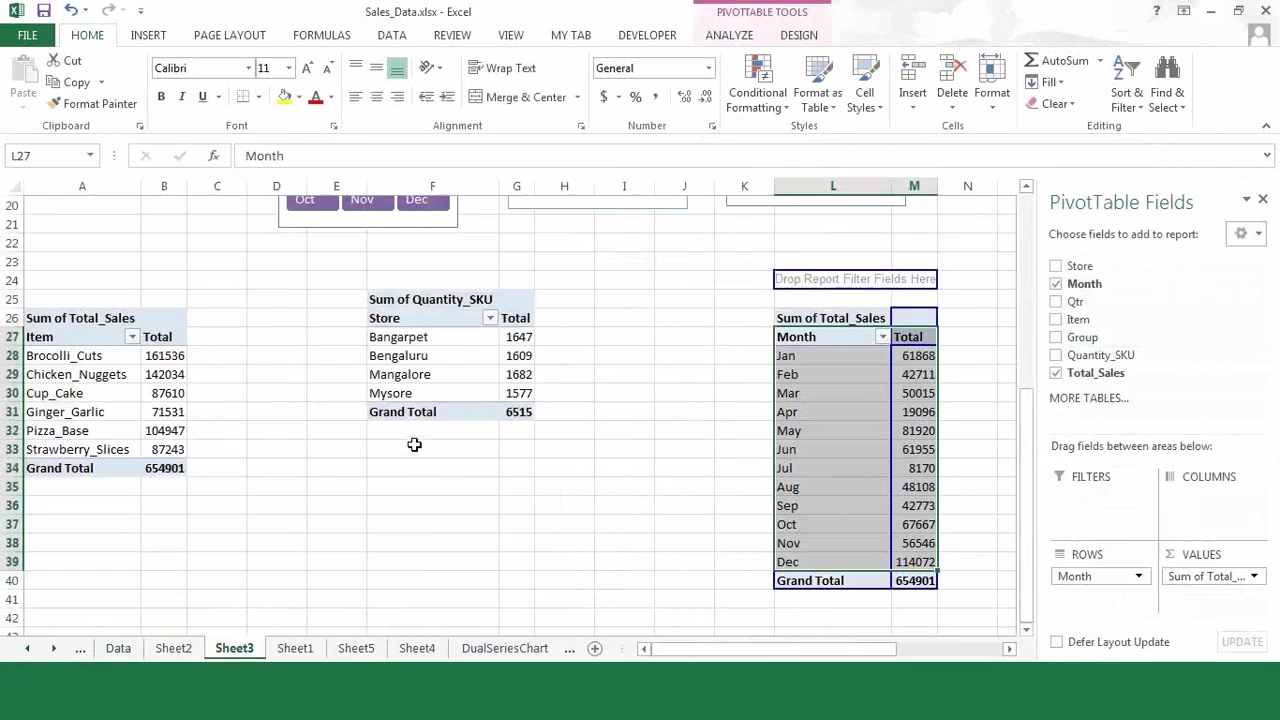 Sales_Data.xlsx - Excel
PIVOTTABLE TOOLS
?
FILE HOME INSERT PAGE LAYOUT FORMULAS DATA REVIEW VIEW MY TAB DEVELOPER ANALYZE DESIGN
Paste
Cut
Copy
Format Painter
Clipboard
Calibri 11
B I U
Font
Wrap Text
Merge & Center
Alignment
General
$ % ,
Number
Conditional Formatting
Format as Table
Cell Styles
Styles
Insert Delete Format
Cells
AutoSum
Fill
Clear
Sort & Filter
Find & Select
Editing
L27 fx Month
A B C D E F G H I J K L M N
20 Oct Nov Dec
21
22
23
24 Drop Report Filter Fields Here
25 Sum of Quantity_SKU
26 Sum of Total_Sales Store Total Sum of Total_Sales
27 Item Total Bangarpet 1647 Month Total
28 Brocolli_Cuts 161536 Bengaluru 1609 Jan 61868
29 Chicken_Nuggets 142034 Mangalore 1682 Feb 42711
30 Cup_Cake 87610 Mysore 1577 Mar 50015
31 Ginger_Garlic 71531 Grand Total 6515 Apr 19096
32 Pizza_Base 104947 May 81920
33 Strawberry_Slices 87243 Jun 61955
34 Grand Total 654901 Jul 8170
35 Aug 48108
36 Sep 42773
37 Oct 67667
38 Nov 56546
39 Dec 114072
40 Grand Total 654901
41
42
... Data Sheet2 Sheet3 Sheet1 Sheet5 Sheet4 DualSeriesChart ...
PivotTable Fields
Choose fields to add to report:
Store
Month
Qtr
Item
Group
Quantity_SKU
Total_Sales
MORE TABLES...
Drag fields between areas below:
FILTERS COLUMNS
ROWS VALUES
Month Sum of Total_...
Defer Layout Update UPDATE